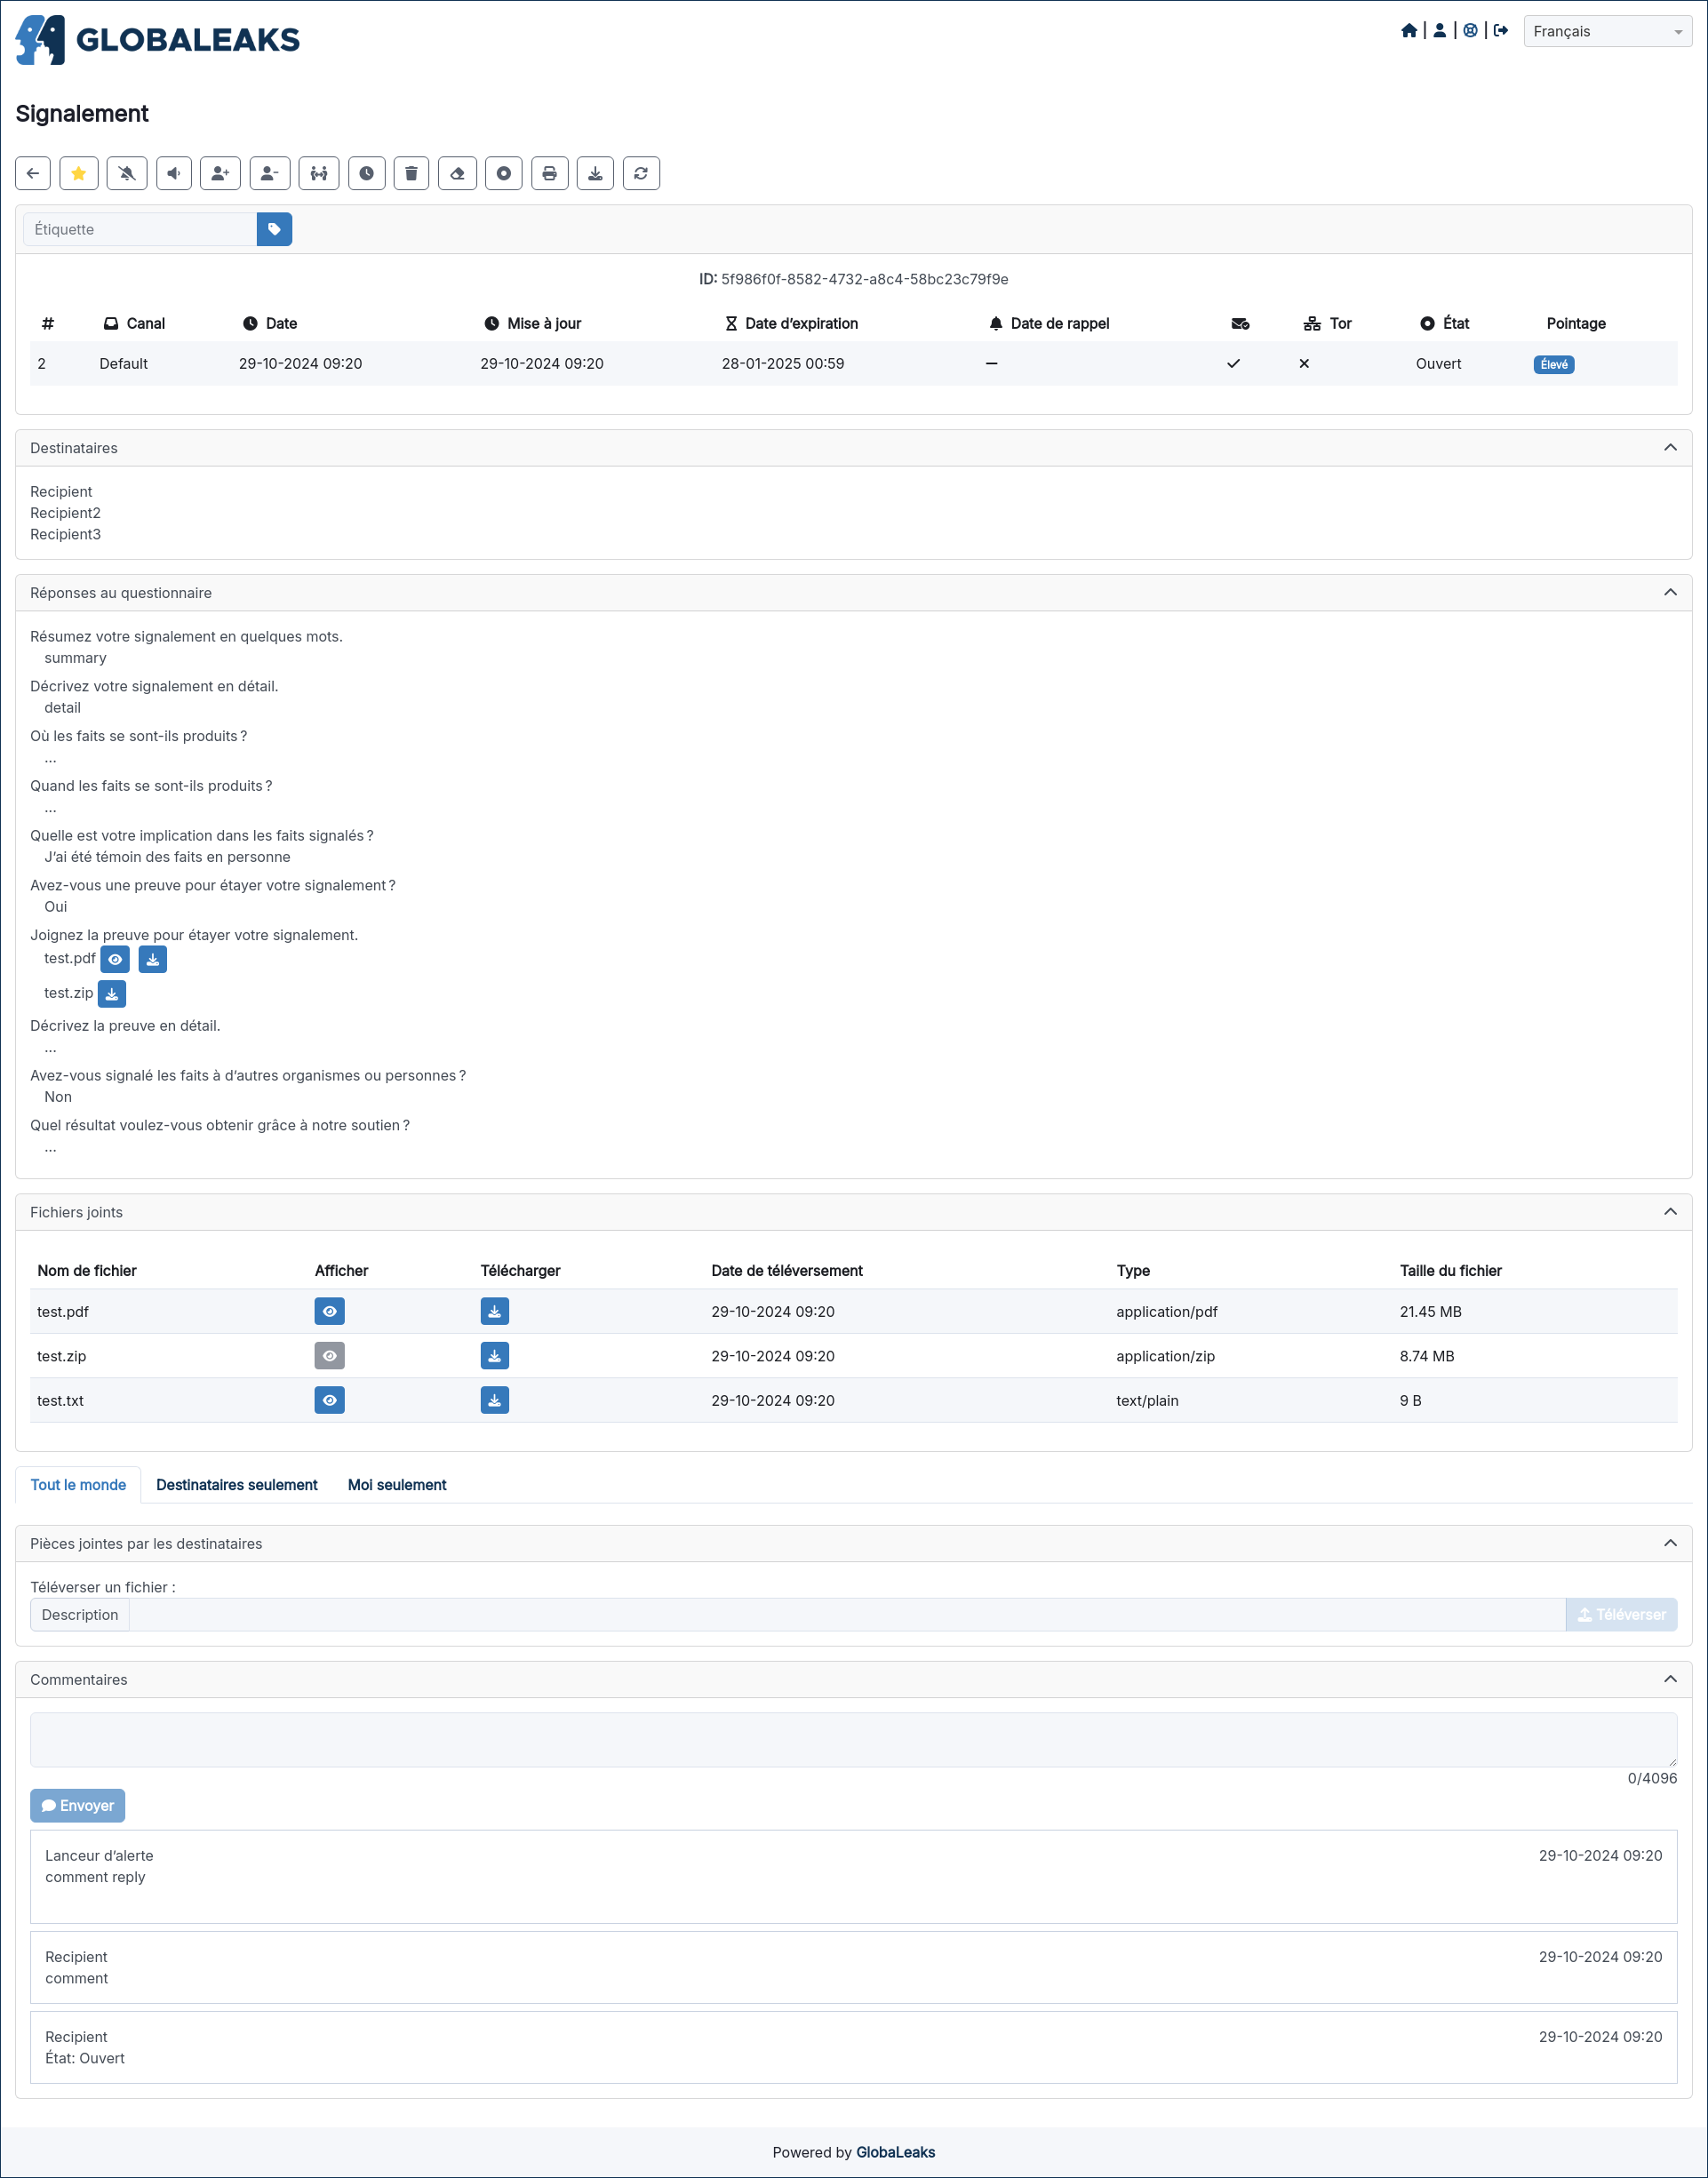 GLOBALEAKS
Français
Signalement
Étiquette
ID: 5f986f0f-8582-4732-a8c4-58bc23c79f9e
# Canal Date Mise à jour Date d’expiration Date de rappel Tor État Pointage
2 Default 29-10-2024 09:20 29-10-2024 09:20 28-01-2025 00:59 — Ouvert Élevé
Destinataires
Recipient
Recipient2
Recipient3
Réponses au questionnaire
Résumez votre signalement en quelques mots.
summary
Décrivez votre signalement en détail.
detail
Où les faits se sont-ils produits ?
...
Quand les faits se sont-ils produits ?
...
Quelle est votre implication dans les faits signalés ?
J’ai été témoin des faits en personne
Avez-vous une preuve pour étayer votre signalement ?
Oui
Joignez la preuve pour étayer votre signalement.
test.pdf
test.zip
Décrivez la preuve en détail.
...
Avez-vous signalé les faits à d’autres organismes ou personnes ?
Non
Quel résultat voulez-vous obtenir grâce à notre soutien ?
...
Fichiers joints
Nom de fichier Afficher Télécharger Date de téléversement Type Taille du fichier
test.pdf 29-10-2024 09:20 application/pdf 21.45 MB
test.zip 29-10-2024 09:20 application/zip 8.74 MB
test.txt 29-10-2024 09:20 text/plain 9 B
Tout le monde Destinataires seulement Moi seulement
Pièces jointes par les destinataires
Téléverser un fichier :
Description Téléverser
Commentaires
0/4096
Envoyer
Lanceur d’alerte 29-10-2024 09:20
comment reply
Recipient 29-10-2024 09:20
comment
Recipient 29-10-2024 09:20
État: Ouvert
Powered by GlobaLeaks